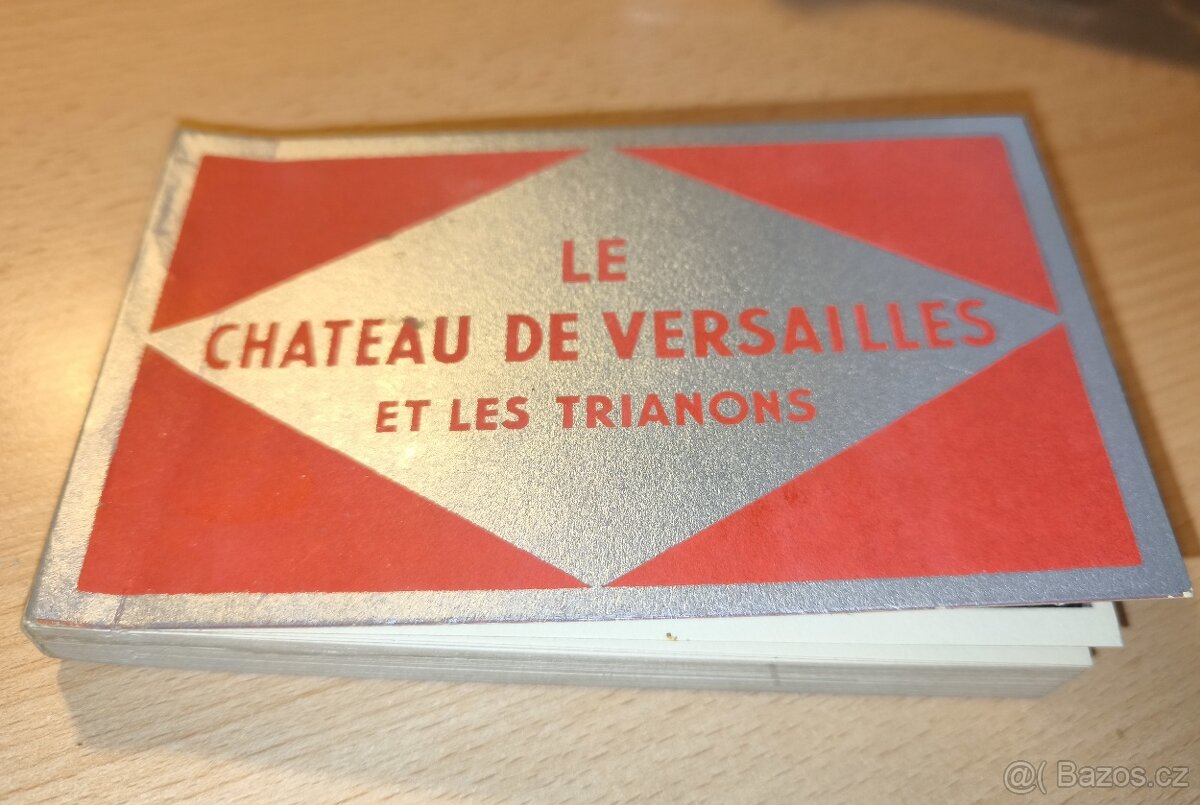 LE
CHATEAU DE VERSAILLES
ET LES TRIANONS
@( Bazos.cz